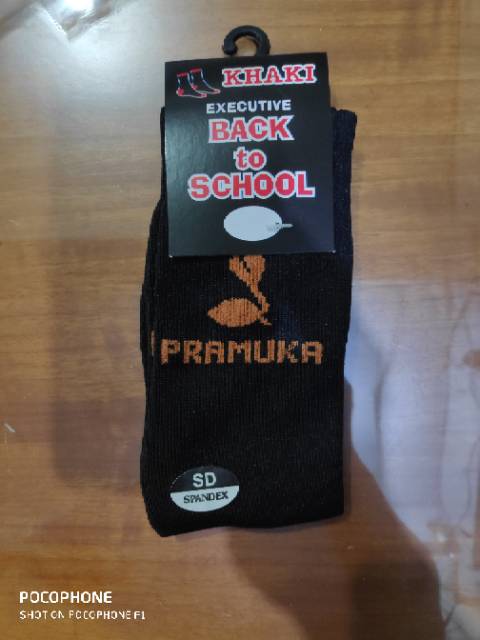 KHAKI
EXECUTIVE
BACK
to
SCHOOL
PRAMUKA
SD
SPANDEX
POCOPHONE
SHOT ON POCOPHONE F1